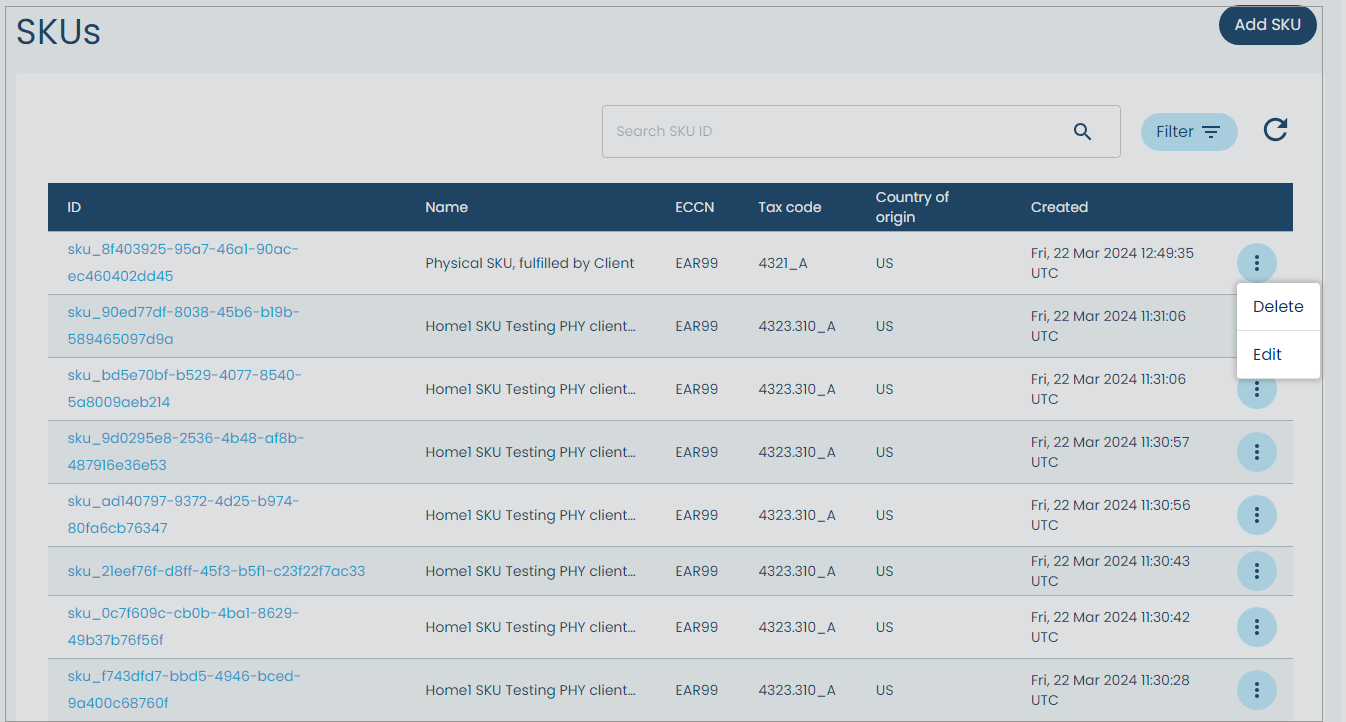 SKUs
Add SKU
Search SKU ID
Filter
ID Name ECCN Tax code Country of origin Created
sku_8f403925-95a7-46a1-90ac-
ec460402dd45
Physical SKU, fulfilled by Client
EAR99
4321_A
US
Fri, 22 Mar 2024 12:49:35
UTC
Delete
Edit
sku_90ed77df-8038-45b6-b19b-
589465097d9a
Home1 SKU Testing PHY client...
EAR99
4323.310_A
US
Fri, 22 Mar 2024 11:31:06
UTC
sku_bd5e70bf-b529-4077-8540-
5a8009aeb214
Home1 SKU Testing PHY client...
EAR99
4323.310_A
US
Fri, 22 Mar 2024 11:31:06
UTC
sku_9d0295e8-2536-4b48-af8b-
487916e36e53
Home1 SKU Testing PHY client...
EAR99
4323.310_A
US
Fri, 22 Mar 2024 11:30:57
UTC
sku_ad140797-9372-4d25-b974-
80fa6cb76347
Home1 SKU Testing PHY client...
EAR99
4323.310_A
US
Fri, 22 Mar 2024 11:30:56
UTC
sku_21eef76f-d8ff-45f3-b5f1-c23f22f7ac33
Home1 SKU Testing PHY client...
EAR99
4323.310_A
US
Fri, 22 Mar 2024 11:30:43
UTC
sku_0c7f609c-cb0b-4ba1-8629-
49b37b76f56f
Home1 SKU Testing PHY client...
EAR99
4323.310_A
US
Fri, 22 Mar 2024 11:30:42
UTC
sku_f743dfd7-bbd5-4946-bced-
9a400c68760f
Home1 SKU Testing PHY client...
EAR99
4323.310_A
US
Fri, 22 Mar 2024 11:30:28
UTC